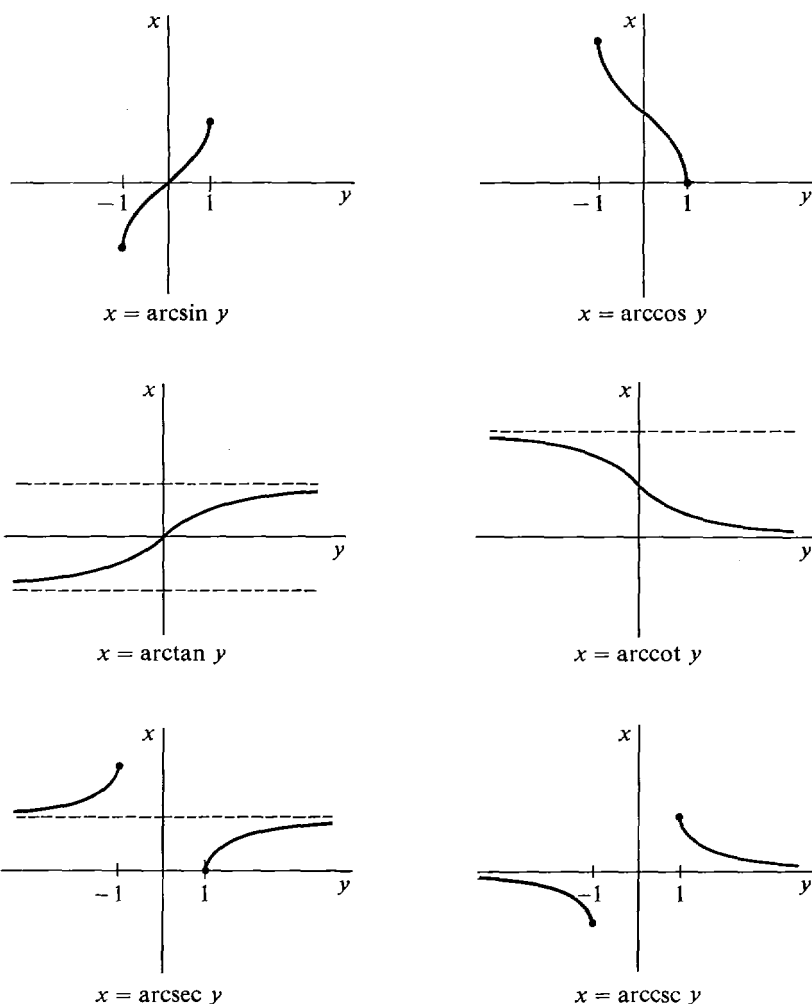 x x
-1 1 y -1 1 y
x = arcsin y x = arccos y
x x
y y
x = arctan y x = arccot y
x x
-1 1 y -1 1 y
x = arcsec y x = arccsc y